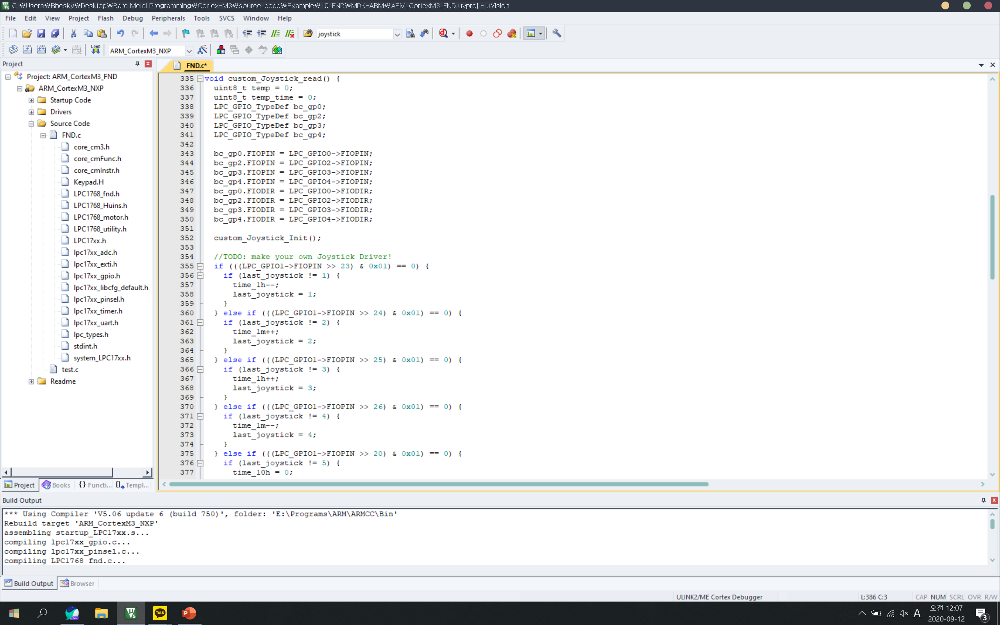 C:\Users\Rhcsky\Desktop\Bare Metal Programming\Cortex-M3\source_code\Example\10_FND\MDK-ARM\ARM_CortexM3_FND.uvproj - µVision
File Edit View Project Flash Debug Peripherals Tools SVCS Window Help
joystick
LOAD ARM_CortexM3_NXP
Project
FND.c*
Project: ARM_CortexM3_FND
ARM_CortexM3_NXP
Startup Code
Drivers
Source Code
FND.c
core_cm3.h
core_cmFunc.h
core_cmInstr.h
Keypad.H
LPC1768_fnd.h
LPC1768_Huins.h
LPC1768_motor.h
LPC1768_utility.h
LPC17xx.h
lpc17xx_adc.h
lpc17xx_exti.h
lpc17xx_gpio.h
lpc17xx_libcfg_default.h
lpc17xx_pinsel.h
lpc17xx_timer.h
lpc17xx_uart.h
lpc_types.h
stdint.h
system_LPC17xx.h
test.c
Readme
Project Books {} Functi... Templ...
335 void custom_Joystick_read() {
336 uint8_t temp = 0;
337 uint8_t temp_time = 0;
338 LPC_GPIO_TypeDef bc_gp0;
339 LPC_GPIO_TypeDef bc_gp2;
340 LPC_GPIO_TypeDef bc_gp3;
341 LPC_GPIO_TypeDef bc_gp4;
342
343 bc_gp0.FIOPIN = LPC_GPIO0->FIOPIN;
344 bc_gp2.FIOPIN = LPC_GPIO2->FIOPIN;
345 bc_gp3.FIOPIN = LPC_GPIO3->FIOPIN;
346 bc_gp4.FIOPIN = LPC_GPIO4->FIOPIN;
347 bc_gp0.FIODIR = LPC_GPIO0->FIODIR;
348 bc_gp2.FIODIR = LPC_GPIO2->FIODIR;
349 bc_gp3.FIODIR = LPC_GPIO3->FIODIR;
350 bc_gp4.FIODIR = LPC_GPIO4->FIODIR;
351
352 custom_Joystick_Init();
353
354 //TODO: make your own Joystick Driver!
355 if (((LPC_GPIO1->FIOPIN >> 23) & 0x01) == 0) {
356 if (last_joystick != 1) {
357 time_1h--;
358 last_joystick = 1;
359 }
360 } else if (((LPC_GPIO1->FIOPIN >> 24) & 0x01) == 0) {
361 if (last_joystick != 2) {
362 time_1m++;
363 last_joystick = 2;
364 }
365 } else if (((LPC_GPIO1->FIOPIN >> 25) & 0x01) == 0) {
366 if (last_joystick != 3) {
367 time_1h++;
368 last_joystick = 3;
369 }
370 } else if (((LPC_GPIO1->FIOPIN >> 26) & 0x01) == 0) {
371 if (last_joystick != 4) {
372 time_1m--;
373 last_joystick = 4;
374 }
375 } else if (((LPC_GPIO1->FIOPIN >> 20) & 0x01) == 0) {
376 if (last_joystick != 5) {
377 time_10h = 0;
Build Output
*** Using Compiler 'V5.06 update 6 (build 750)', folder: 'E:\Programs\ARM\ARMCC\Bin'
Rebuild target 'ARM_CortexM3_NXP'
assembling startup_LPC17xx.s...
compiling lpc17xx_gpio.c...
compiling lpc17xx_pinsel.c...
compiling LPC1768_fnd.c...
Build Output Browser
ULINK2/ME Cortex Debugger L:386 C:3 CAP NUM SCRL OVR R/W
Beta TALK P A 오전 12:07
2020-09-12 3